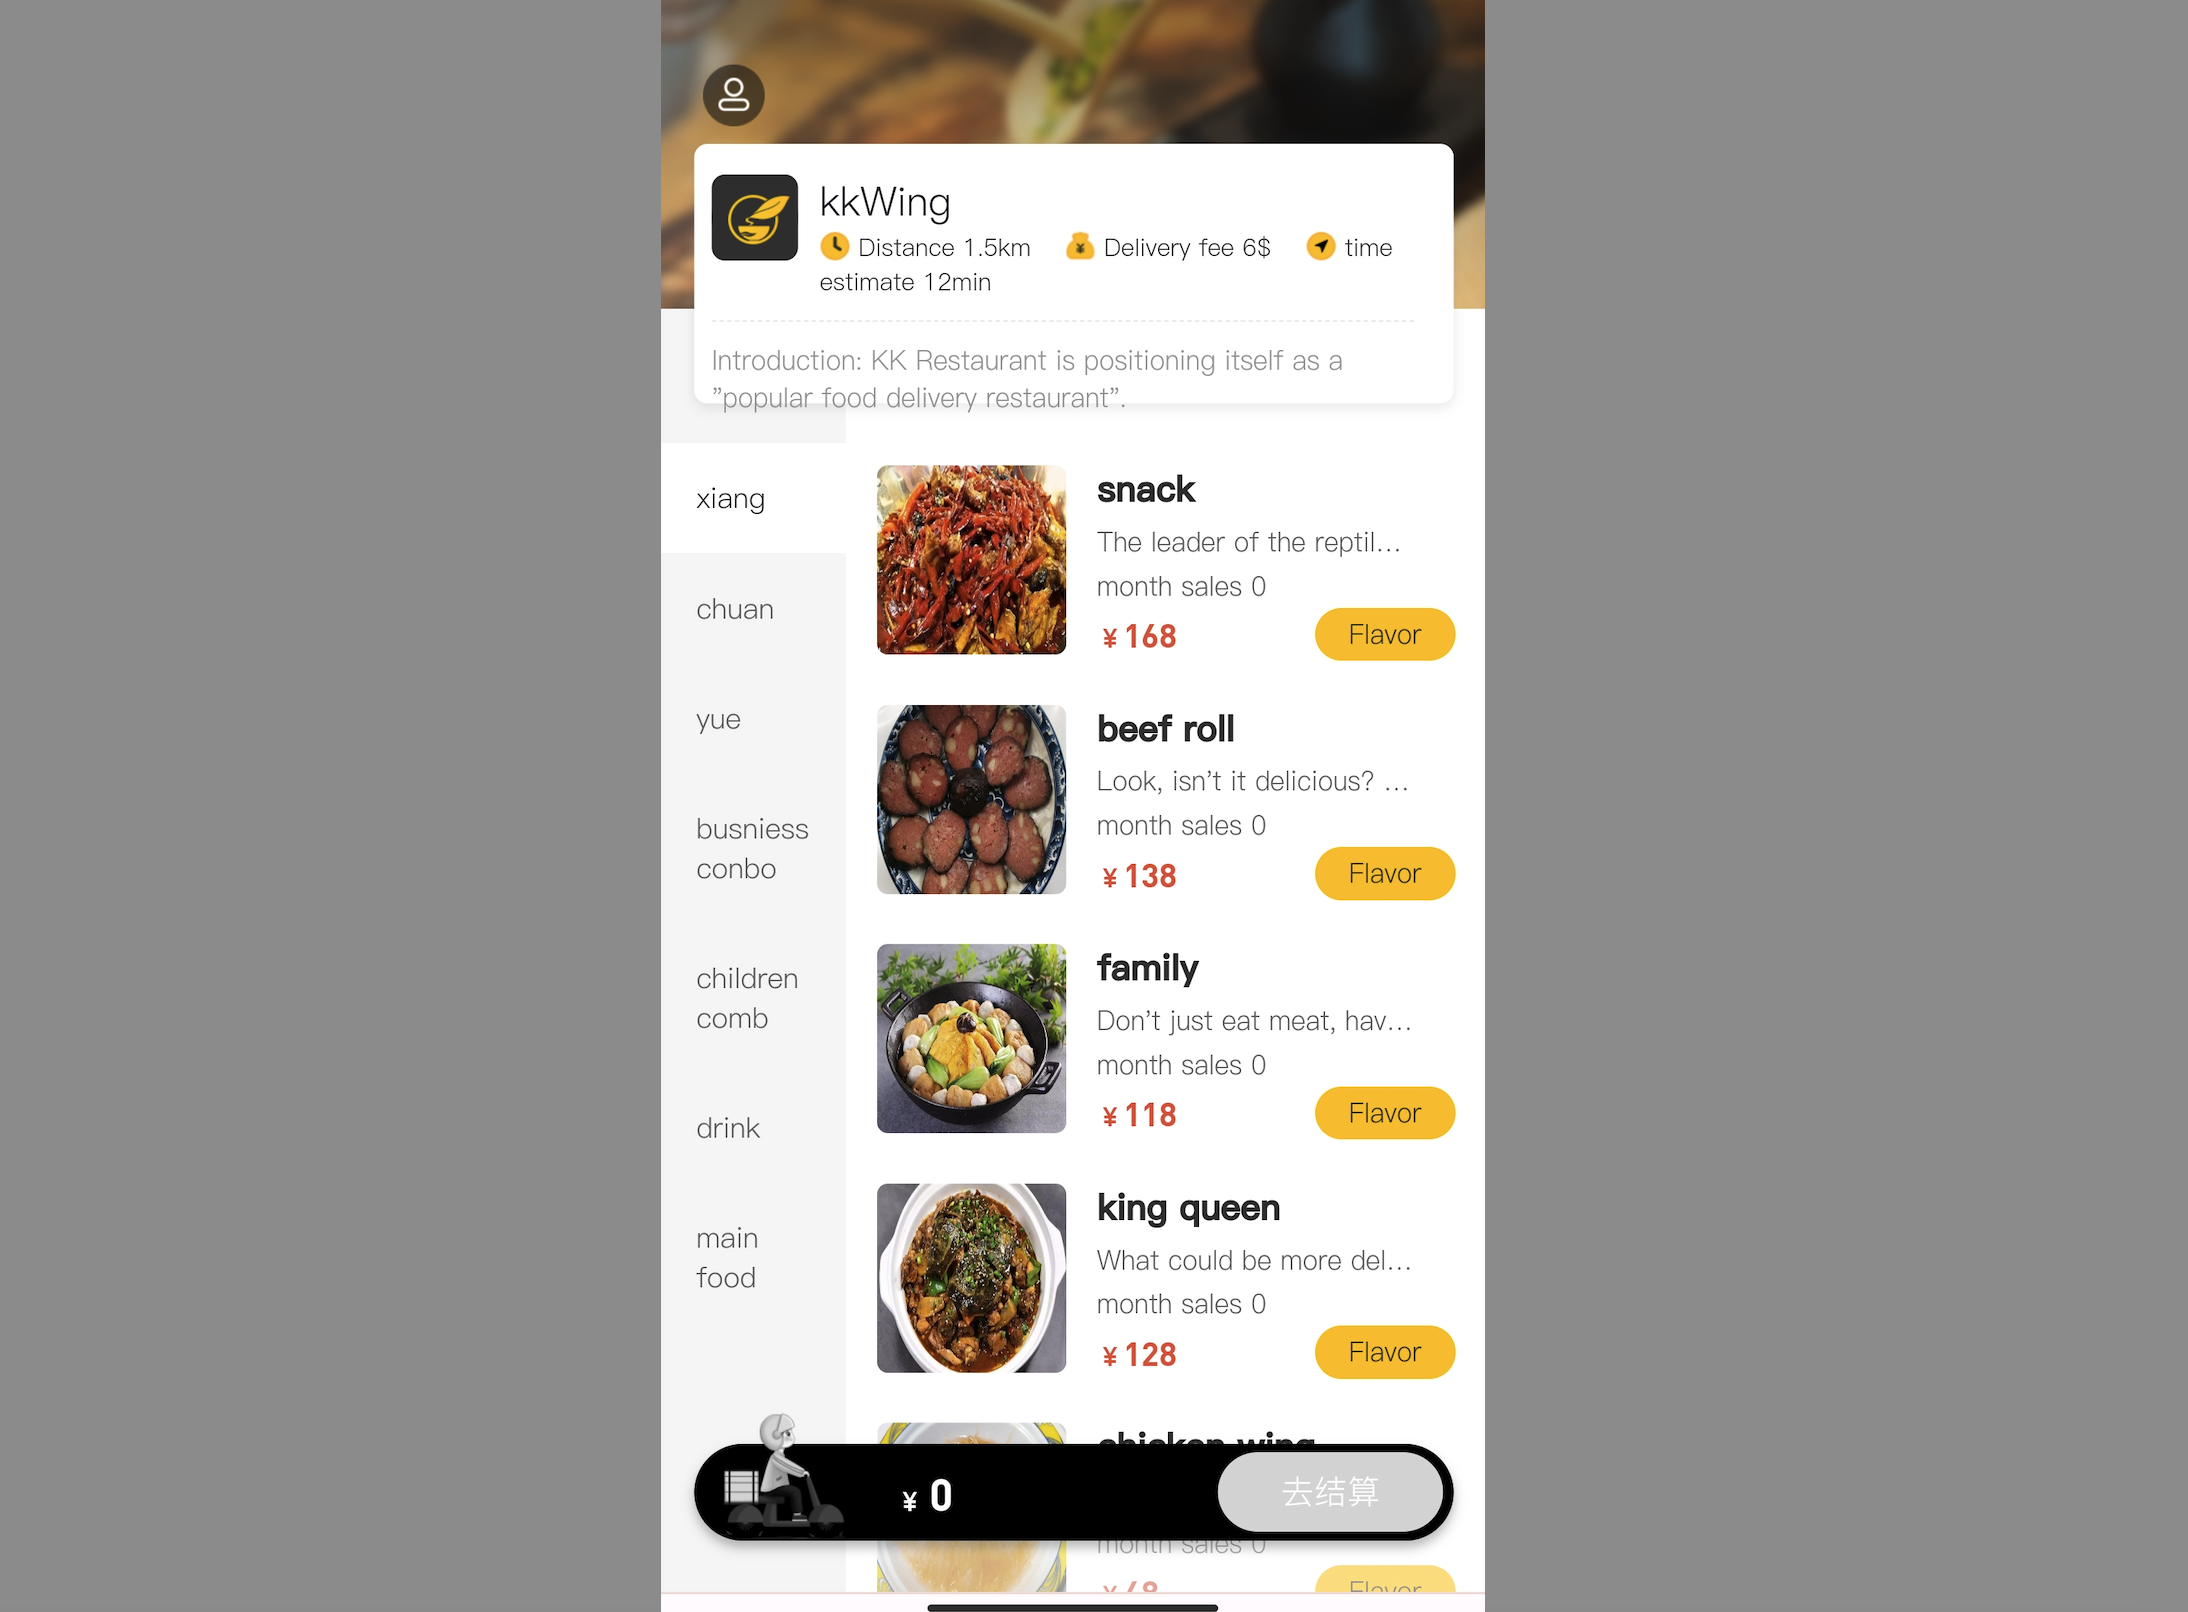 kkWing
Distance 1.5km Delivery fee 6$ time
estimate 12min
Introduction: KK Restaurant is positioning itself as a
"popular food delivery restaurant".
xiang
chuan
yue
busniess
conbo
children
comb
drink
main
food
snack
The leader of the reptil...
month sales 0
¥168
Flavor
beef roll
Look, isn't it delicious? ...
month sales 0
¥138
Flavor
family
Don't just eat meat, hav...
month sales 0
¥118
Flavor
king queen
What could be more del...
month sales 0
¥128
Flavor
chicken wing
¥ 0
去结算
month sales 0
¥68
Flavor